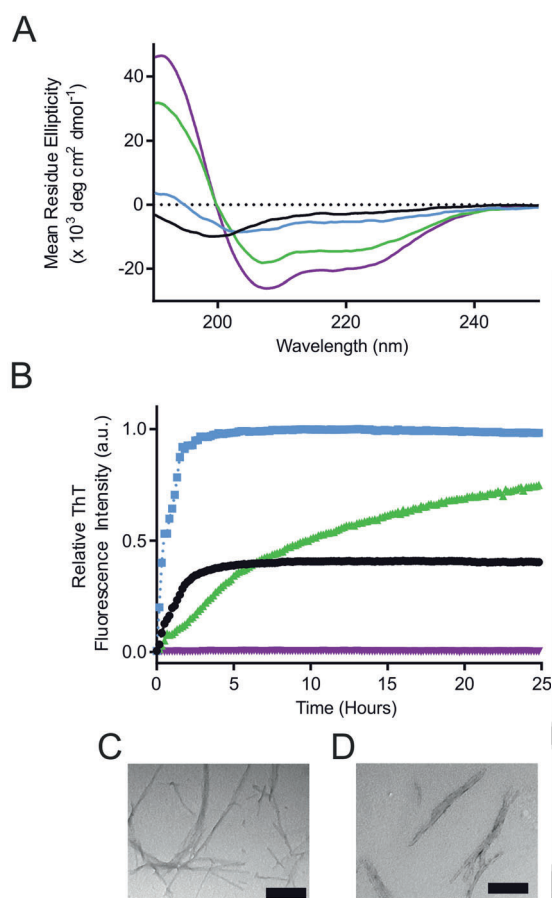 A
Mean Residue Ellipticity
(x 10³ deg cm² dmol⁻¹)
40
20
0
-20
200
220
240
Wavelength (nm)
B
Relative ThT
Fluorescence Intensity (a.u.)
1.0
0.5
0.0
0
5
10
15
20
25
Time (Hours)
C
D